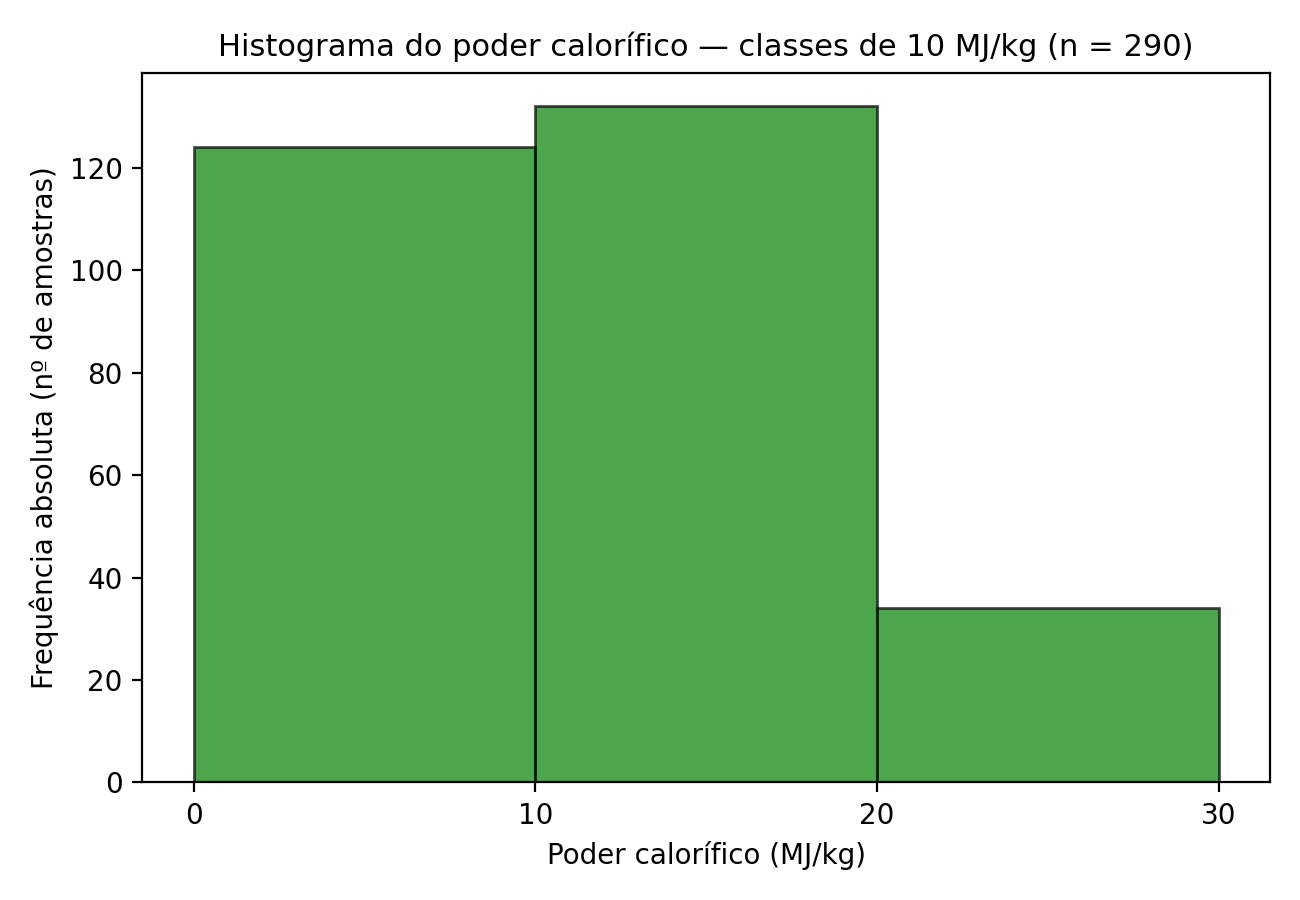 Histograma do poder calorífico — classes de 10 MJ/kg (n = 290)
Frequência absoluta (nº de amostras)
120
100
80
60
40
20
0
0 10 20 30
Poder calorífico (MJ/kg)